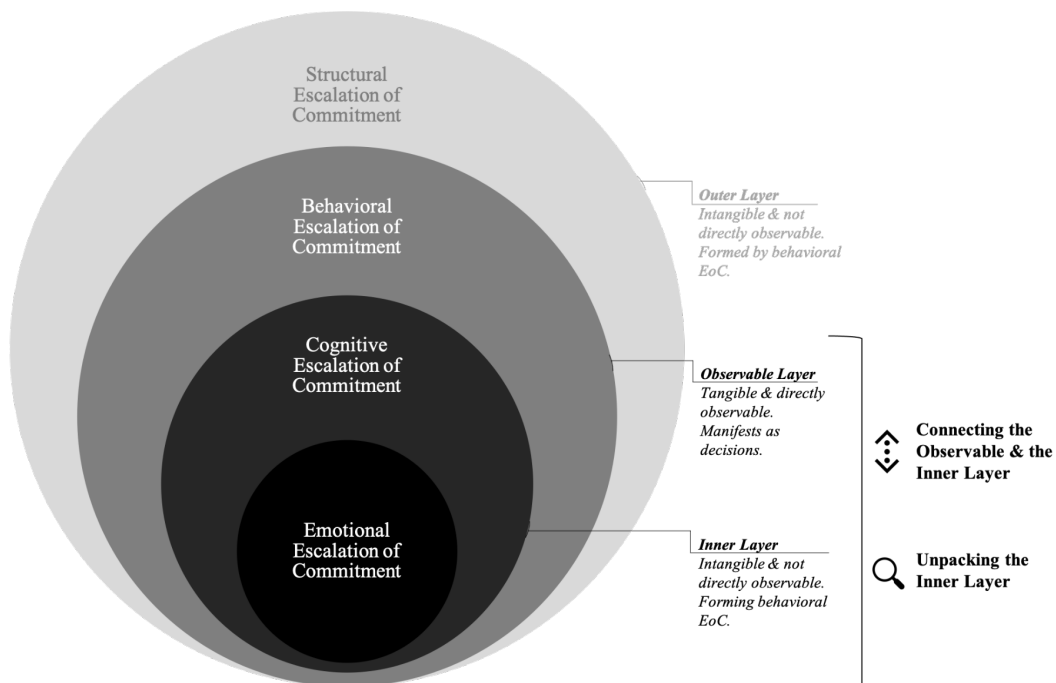 Structural
Escalation of
Commitment
Behavioral
Escalation of
Commitment
Cognitive
Escalation of
Commitment
Emotional
Escalation of
Commitment
Outer Layer
Intangible & not
directly observable.
Formed by behavioral
EoC.
Observable Layer
Tangible & directly
observable.
Manifests as
decisions.
Inner Layer
Intangible & not
directly observable.
Forming behavioral
EoC.
Connecting the
Observable & the
Inner Layer
Unpacking the
Inner Layer